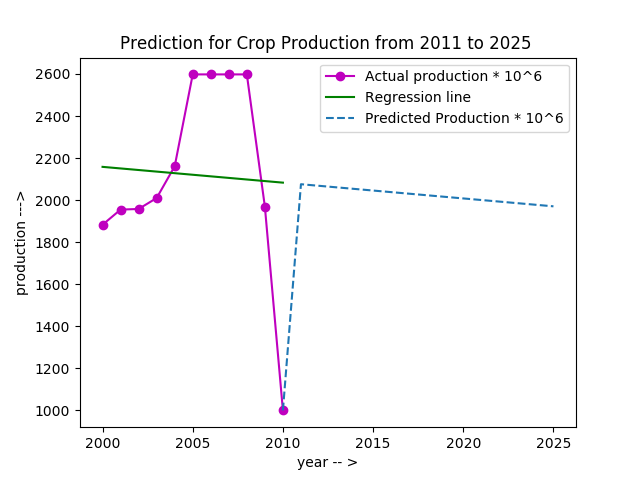 Prediction for Crop Production from 2011 to 2025
Actual production * 10^6
Regression line
Predicted Production * 10^6
production --->
2600
2400
2200
2000
1800
1600
1400
1200
1000
2000 2005 2010 2015 2020 2025
year -- >